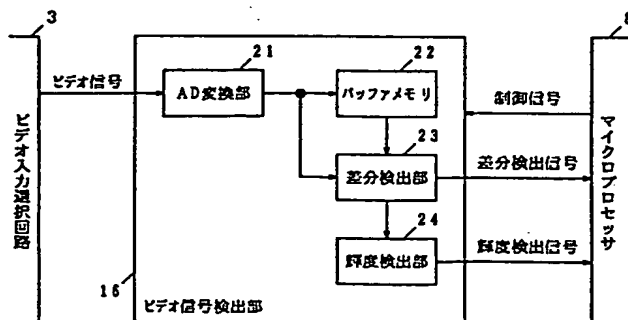 3
8
21
22
ビデオ信号
AD変換部
バッファメモリ
制御信号
23
ビデオ入力選択回路
差分検出部
差分検出信号
マイクロプロセッサ
24
輝度検出部
輝度検出信号
16
ビデオ信号検出部